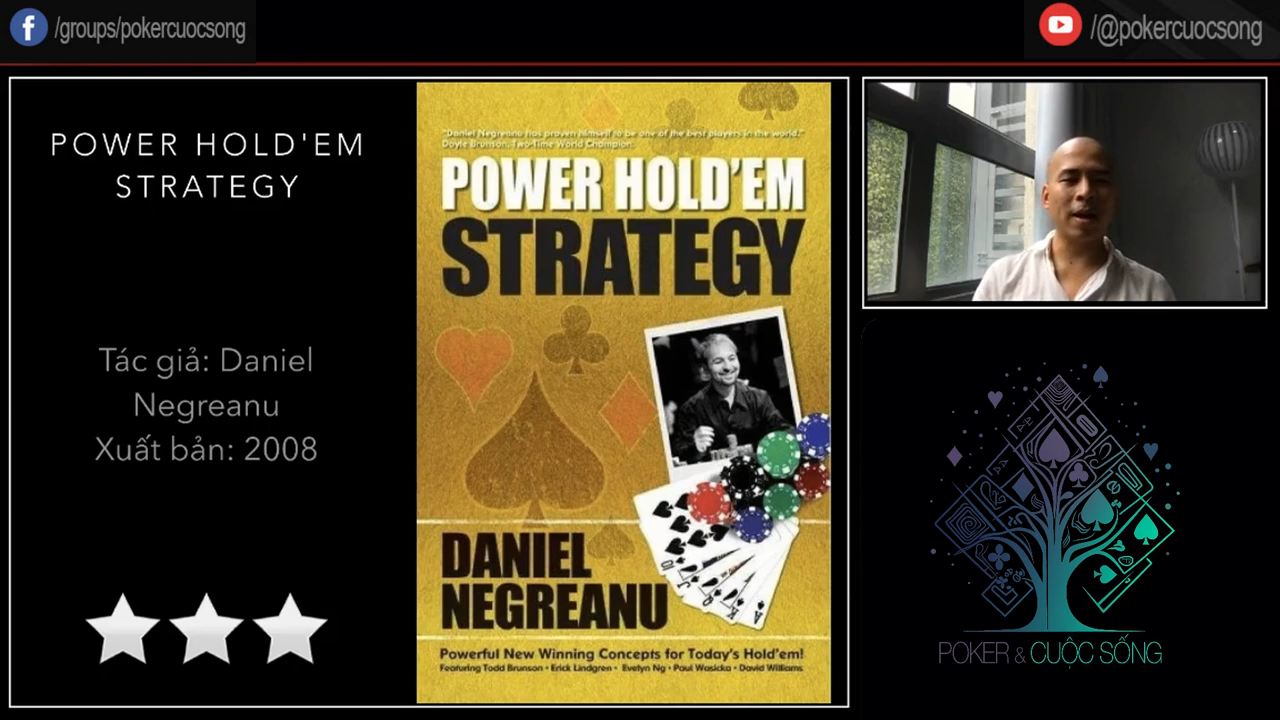 /groups/pokercuocsong
/@pokercuocsong
POWER HOLD'EM
STRATEGY
Tác giả: Daniel
Negreanu
Xuất bản: 2008
"Daniel Negreanu has proven himself to be one of the best players in the world."
Doyle Brunson, Two-Time World Champion
POWER HOLD'EM
STRATEGY
DANIEL
NEGREANU
Powerful New Winning Concepts for Today's Hold'em!
Featuring Todd Brunson • Erick Lindgren • Evelyn Ng • Paul Wasicka • David Williams
POKER & CUỘC SỐNG